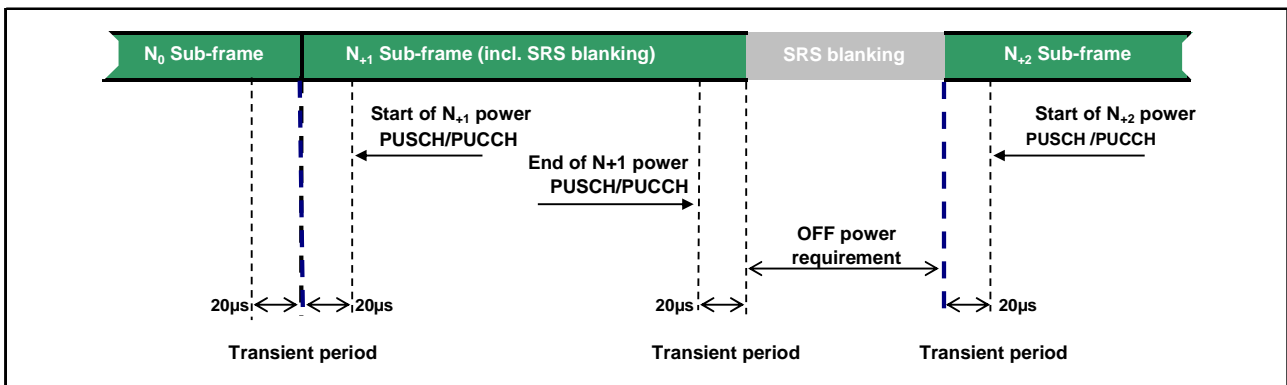 N₀ Sub-frame
N₊₁ Sub-frame (incl. SRS blanking)
SRS blanking
N₊₂ Sub-frame
Start of N₊₁ power
PUSCH/PUCCH
End of N+1 power
PUSCH/PUCCH
Start of N₊₂ power
PUSCH /PUCCH
OFF power
requirement
20µs
20µs
20µs
20µs
Transient period
Transient period
Transient period